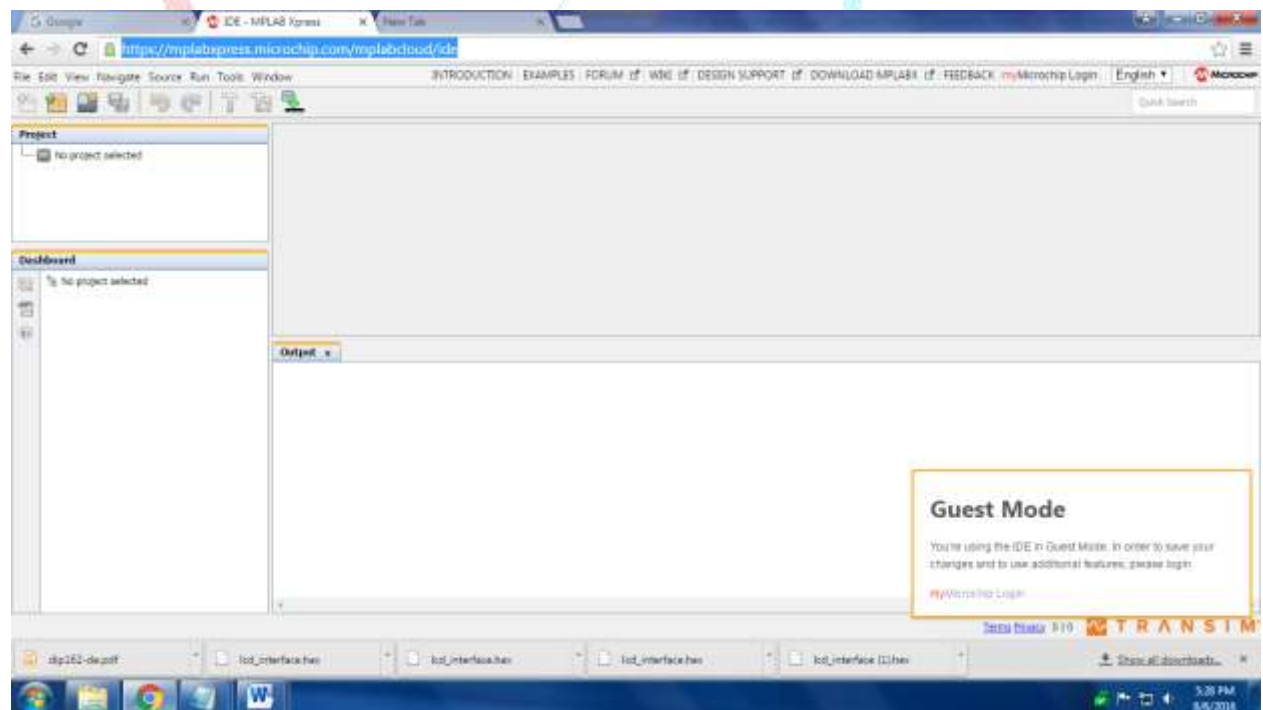 Google
IDE - MPLAB Xpress
New Tab
https://mplabxpress.microchip.com/mplabcloud/ide
File Edit View Navigate Source Run Tools Window
INTRODUCTION EXAMPLES FORUM WIKI DESIGN SUPPORT DOWNLOAD MPLABX FEEDBACK myMicrochip Login English MICROCHIP
Quick Search
Project
No project selected
Dashboard
No project selected
Output x
Guest Mode
You're using the IDE in Guest Mode. In order to save your
changes and to use additional features, please login
myMicrochip Login
Terms Privacy
TRANSIM
lcd_interface.hex
lcd_interface.hex
lcd_interface.hex
lcd_interface (1).hex
Show all downloads...
W
5:28 PM